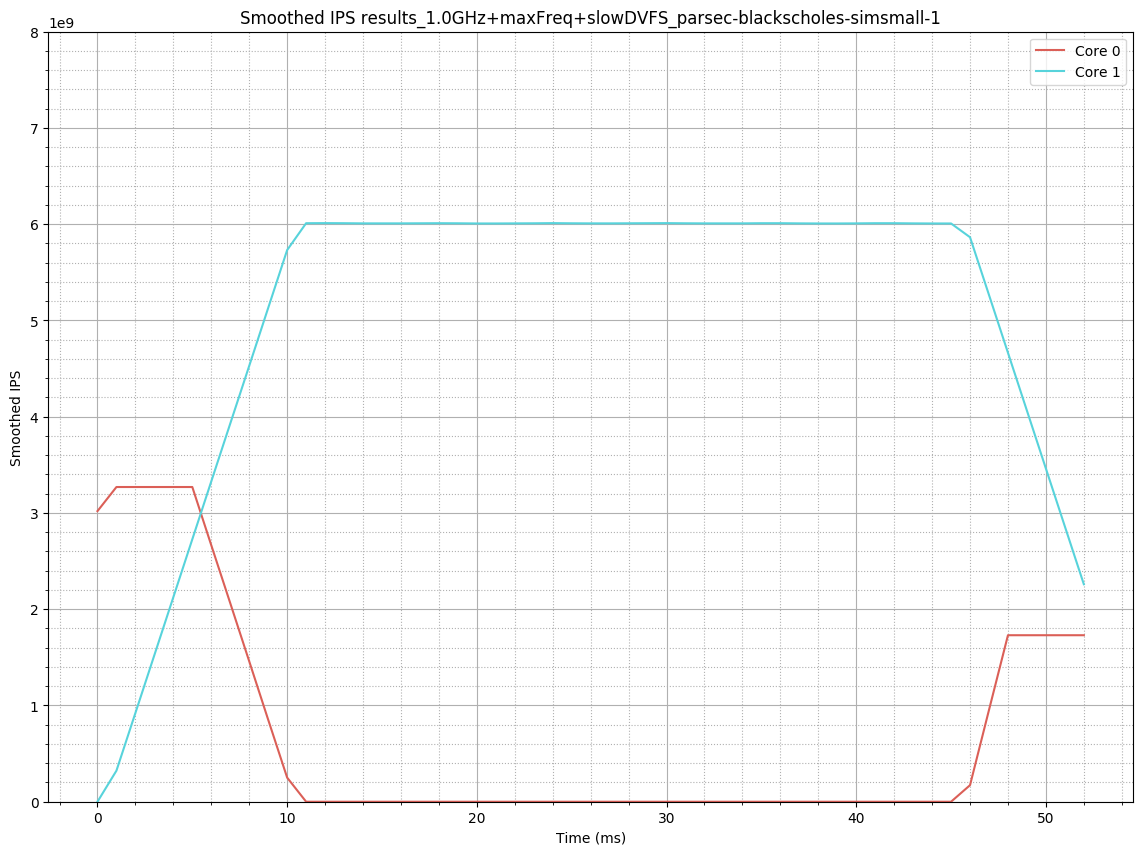 Smoothed IPS results_1.0GHz+maxFreq+slowDVFS_parsec-blackscholes-simsmall-1
1e9
8
7
6
5
4
3
2
1
0
Smoothed IPS
Core 0
Core 1
0 10 20 30 40 50
Time (ms)